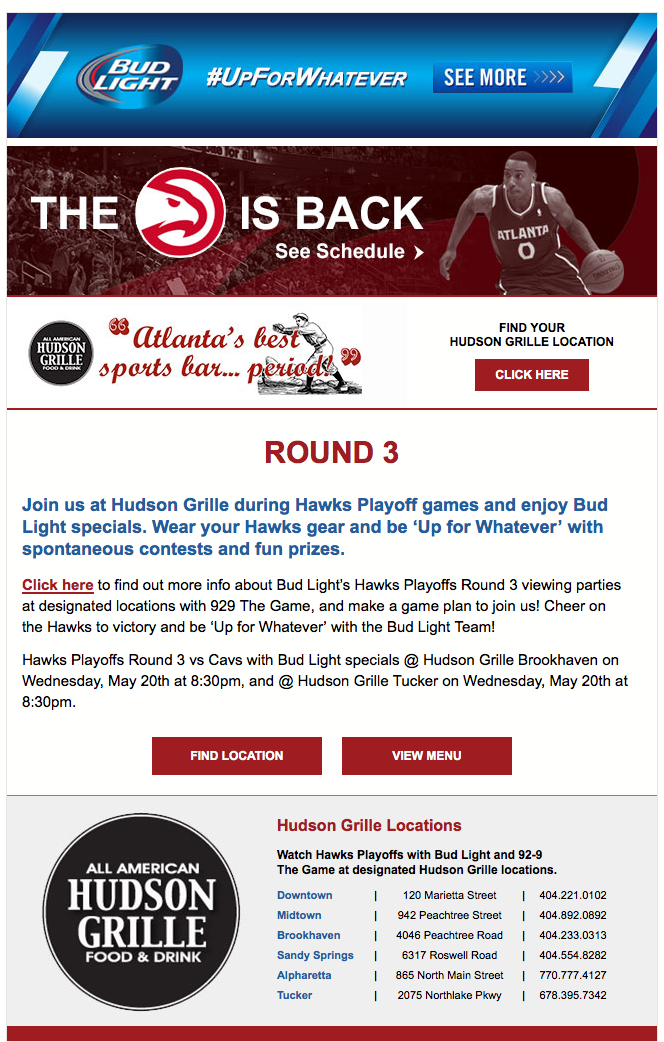 BUD LIGHT
#UPFORWHATEVER
SEE MORE >>>>
THE IS BACK
See Schedule >
ATLANTA
0
ALL AMERICAN
HUDSON
GRILLE
FOOD & DRINK
“Atlanta’s best
sports bar... period!”
FIND YOUR
HUDSON GRILLE LOCATION
CLICK HERE
ROUND 3
Join us at Hudson Grille during Hawks Playoff games and enjoy Bud
Light specials. Wear your Hawks gear and be ‘Up for Whatever’ with
spontaneous contests and fun prizes.
Click here to find out more info about Bud Light's Hawks Playoffs Round 3 viewing parties
at designated locations with 929 The Game, and make a game plan to join us! Cheer on
the Hawks to victory and be ‘Up for Whatever’ with the Bud Light Team!
Hawks Playoffs Round 3 vs Cavs with Bud Light specials @ Hudson Grille Brookhaven on
Wednesday, May 20th at 8:30pm, and @ Hudson Grille Tucker on Wednesday, May 20th at
8:30pm.
FIND LOCATION
VIEW MENU
ALL AMERICAN
HUDSON
GRILLE
FOOD & DRINK
Hudson Grille Locations
Watch Hawks Playoffs with Bud Light and 92-9
The Game at designated Hudson Grille locations.
Downtown | 120 Marietta Street | 404.221.0102
Midtown | 942 Peachtree Street | 404.892.0892
Brookhaven | 4046 Peachtree Road | 404.233.0313
Sandy Springs | 6317 Roswell Road | 404.554.8282
Alpharetta | 865 North Main Street | 770.777.4127
Tucker | 2075 Northlake Pkwy | 678.395.7342